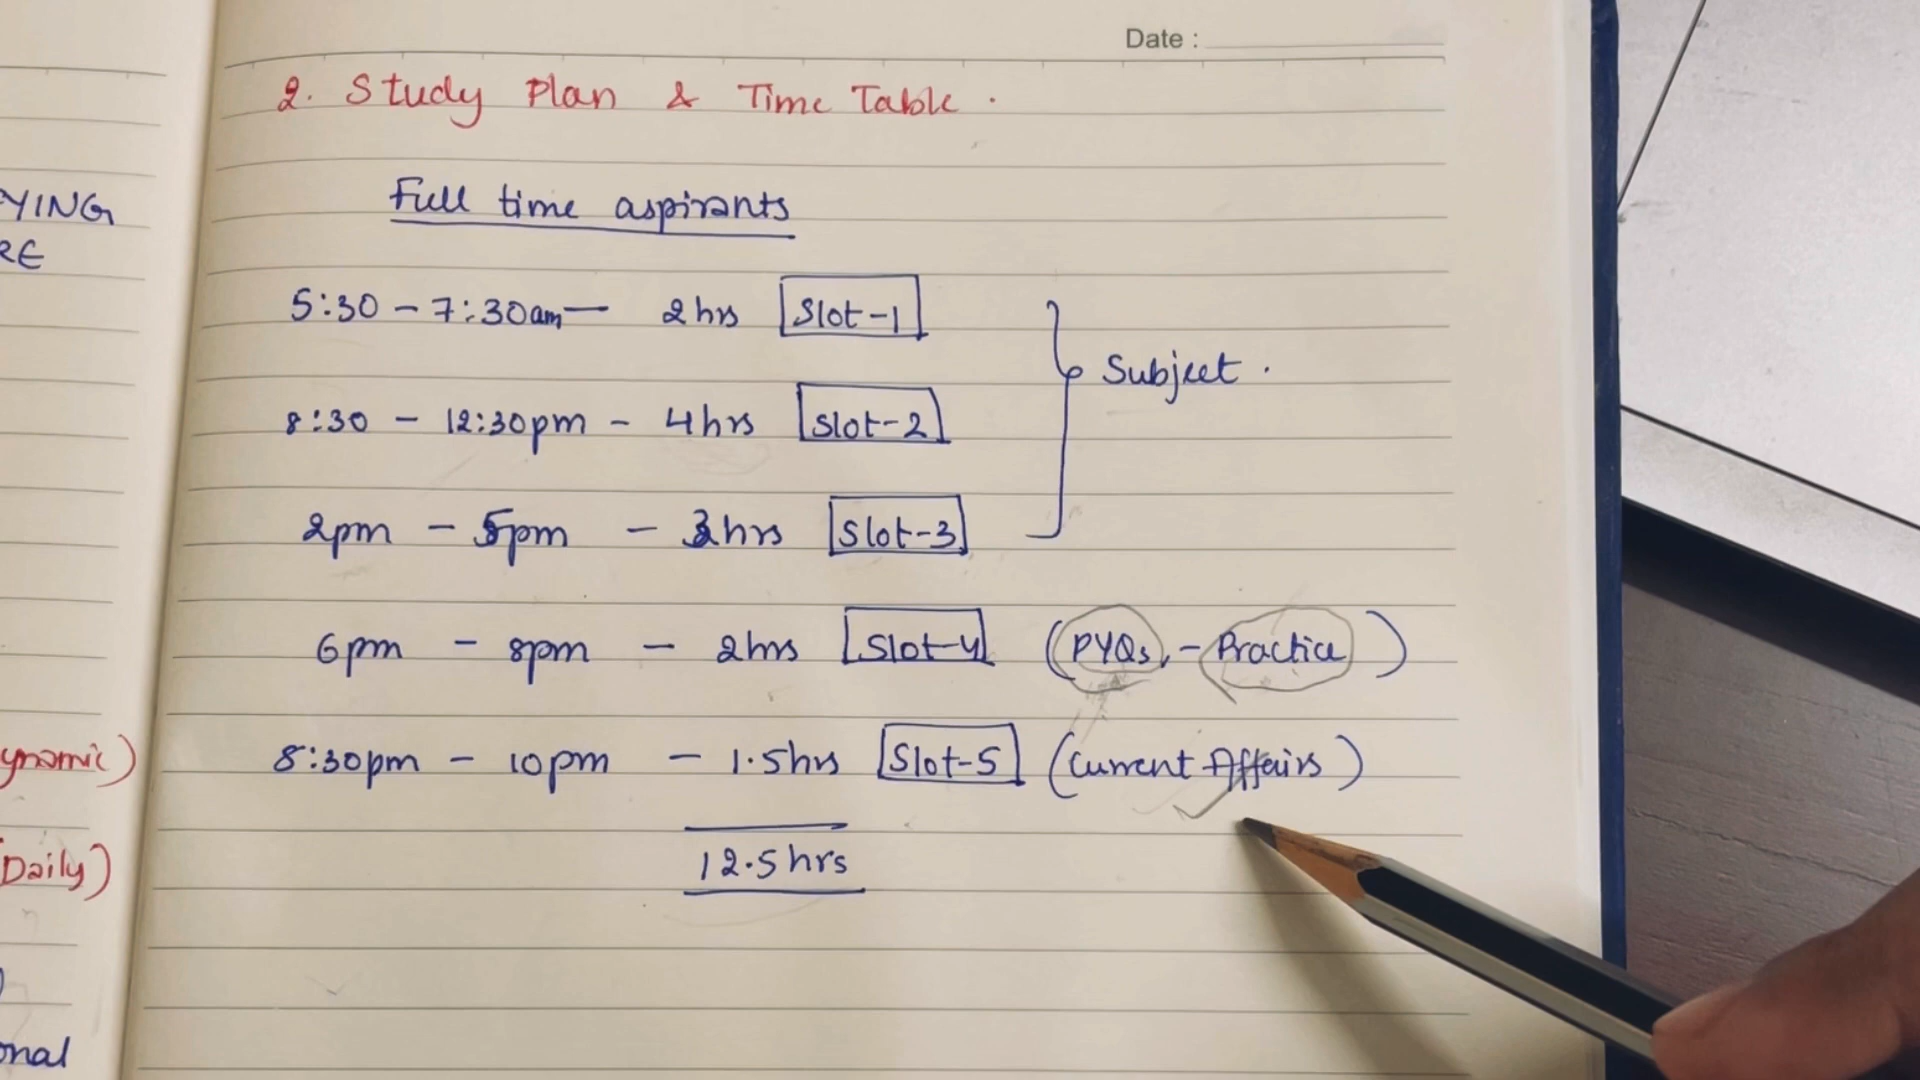 Date :
2. Study Plan & Time Table .
Full time aspirants
5:30 - 7:30am - 2hrs Slot-1
Subject .
8:30 - 12:30pm - 4hrs Slot-2
2pm - 5pm - 3hrs Slot-3
6pm - 8pm - 2hrs Slot-4 (PYQs, - Practice)
8:30pm - 10pm - 1.5hrs Slot-5 (Current Affairs)
12.5hrs
YING
RE
ynamic)
Daily)
onal